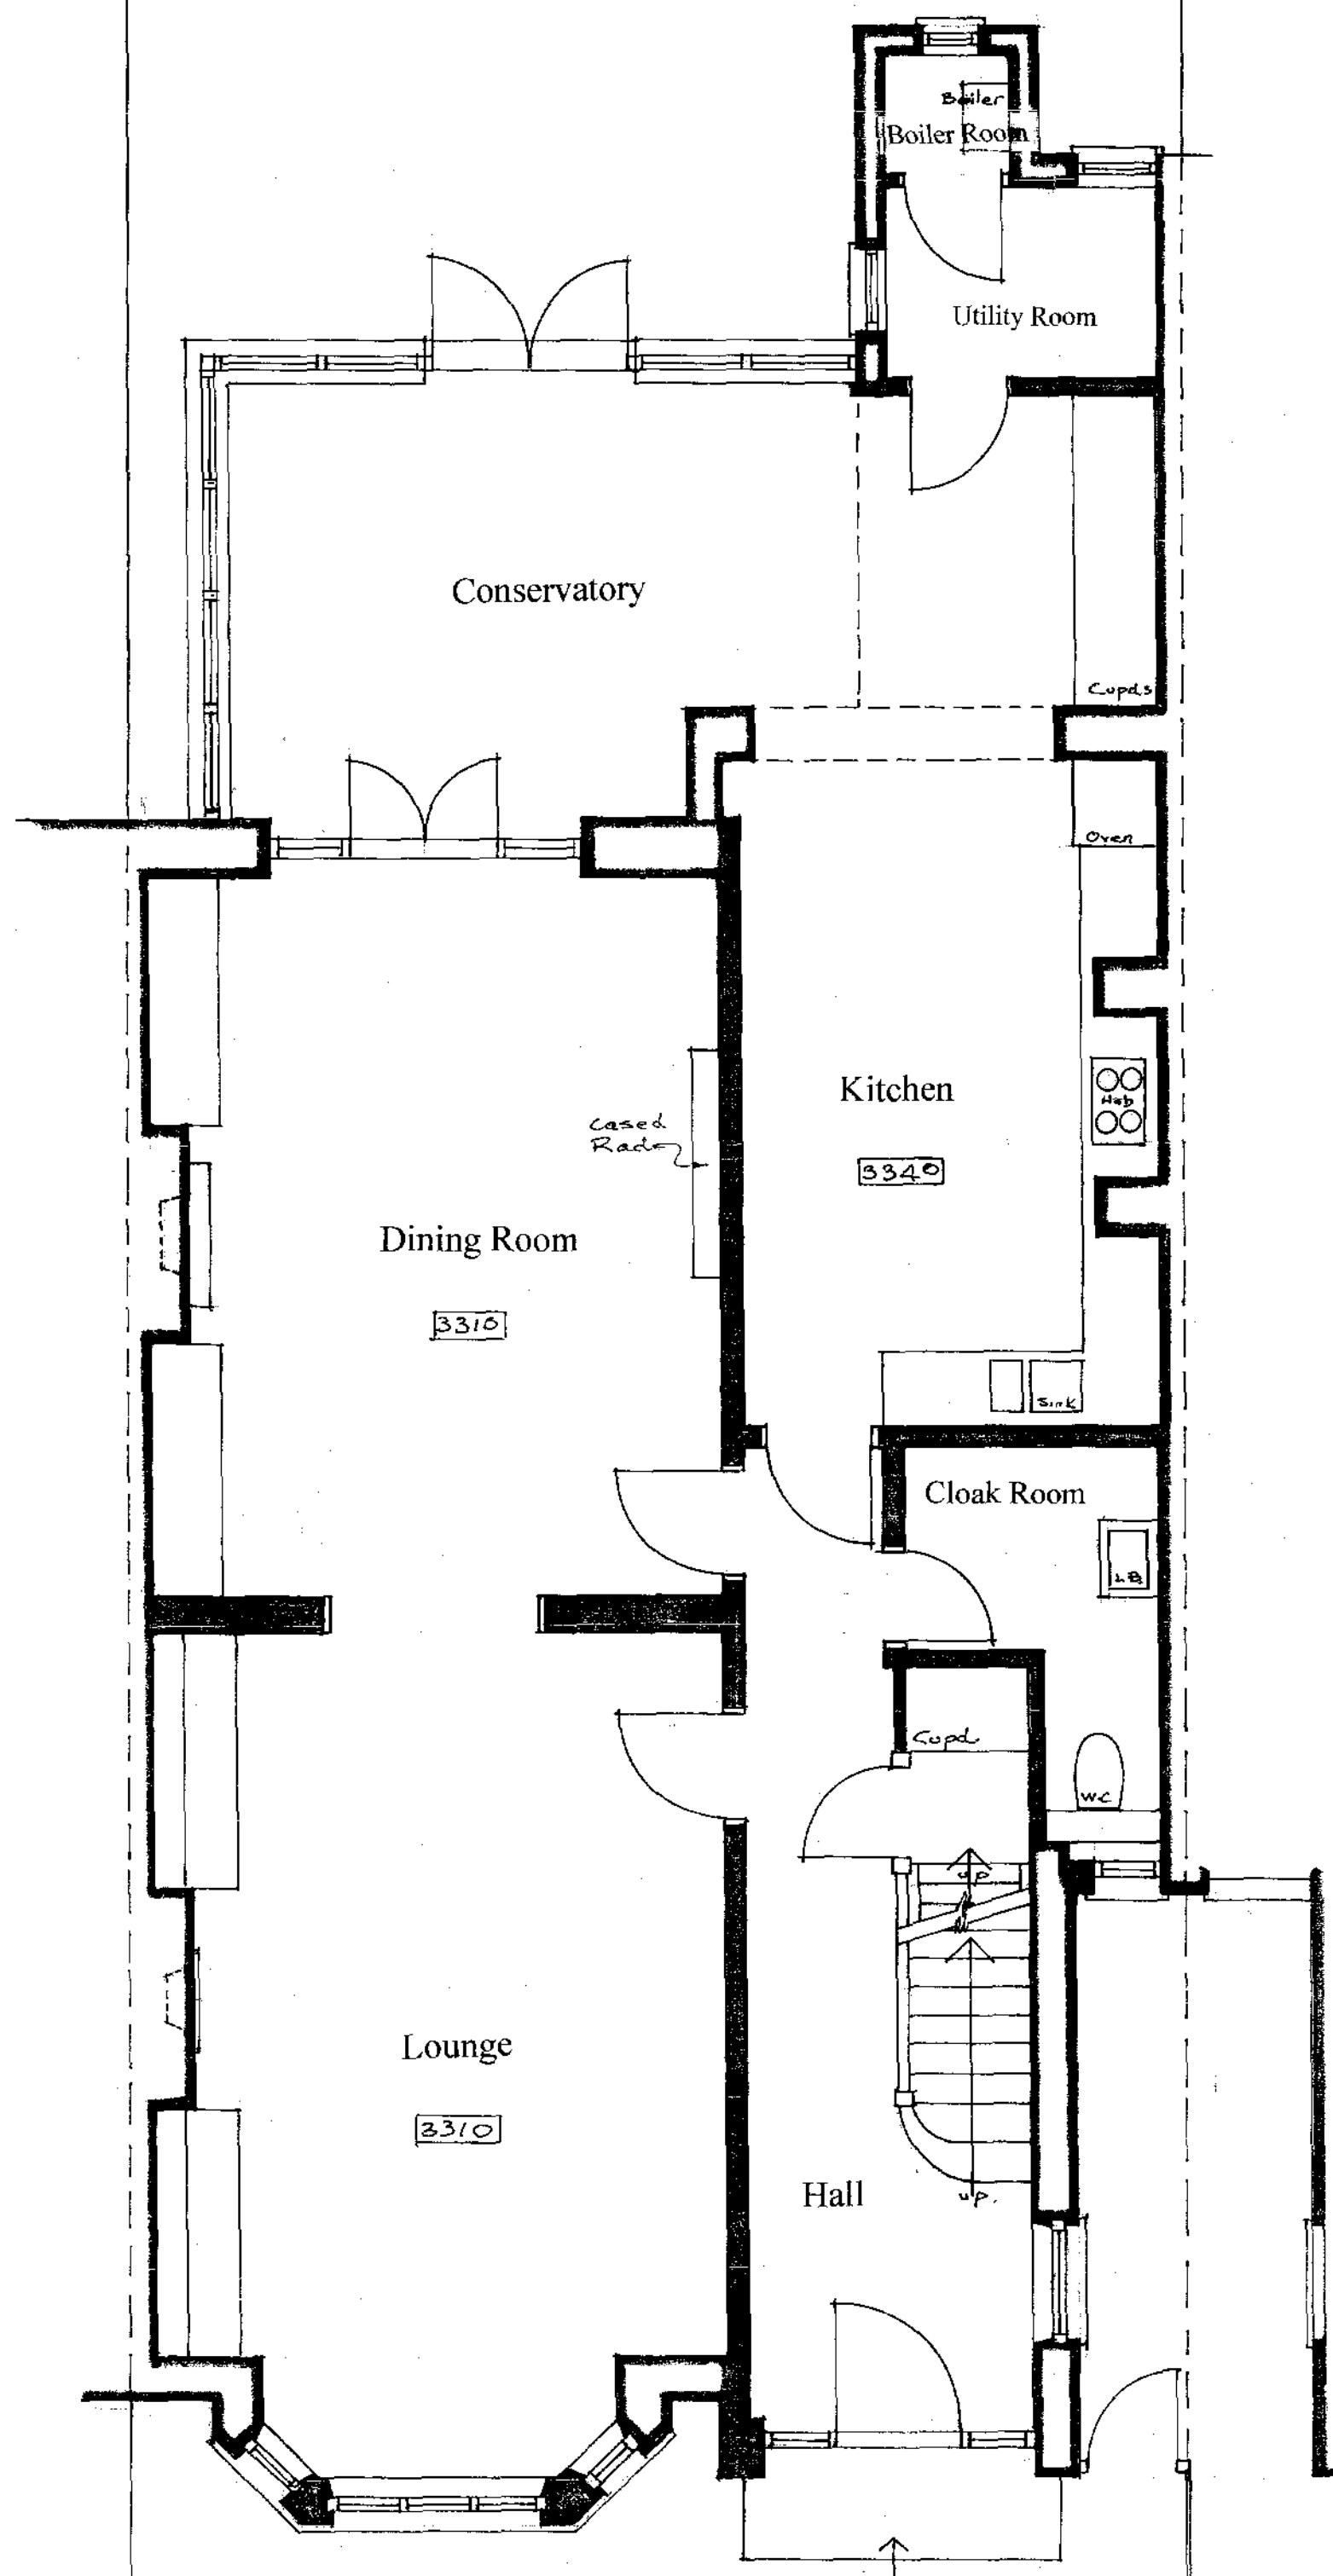 Boiler
Boiler Room
Utility Room
Conservatory
Cupds
Oven
Kitchen
Hob
Cased
Rad
3340
Dining Room
3310
Sink
Cloak Room
L.B.
Cupd
WC
up
Lounge
3310
Hall
up.